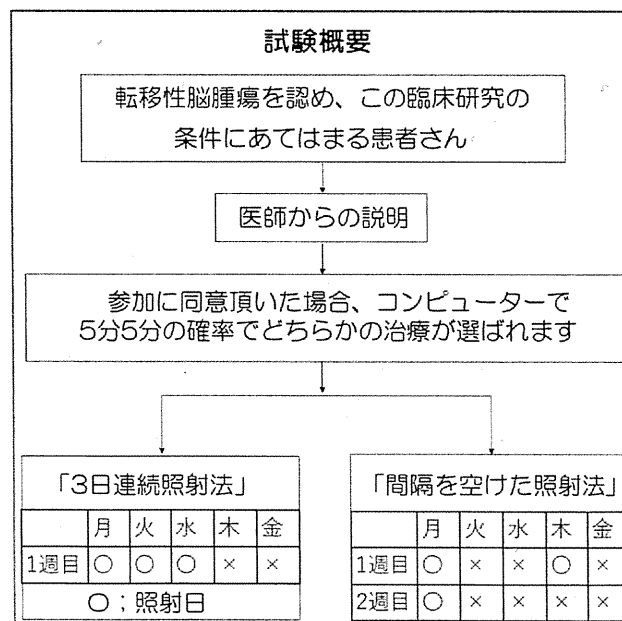 試験概要
転移性脳腫瘍を認め、この臨床研究の
条件にあてはまる患者さん
医師からの説明
参加に同意頂いた場合、コンピューターで
5分5分の確率でどちらかの治療が選ばれます
「3日連続照射法」
月 火 水 木 金
1週目 〇 〇 〇 × ×
〇；照射日
「間隔を空けた照射法」
月 火 水 木 金
1週目 〇 × × 〇 ×
2週目 〇 × × × ×